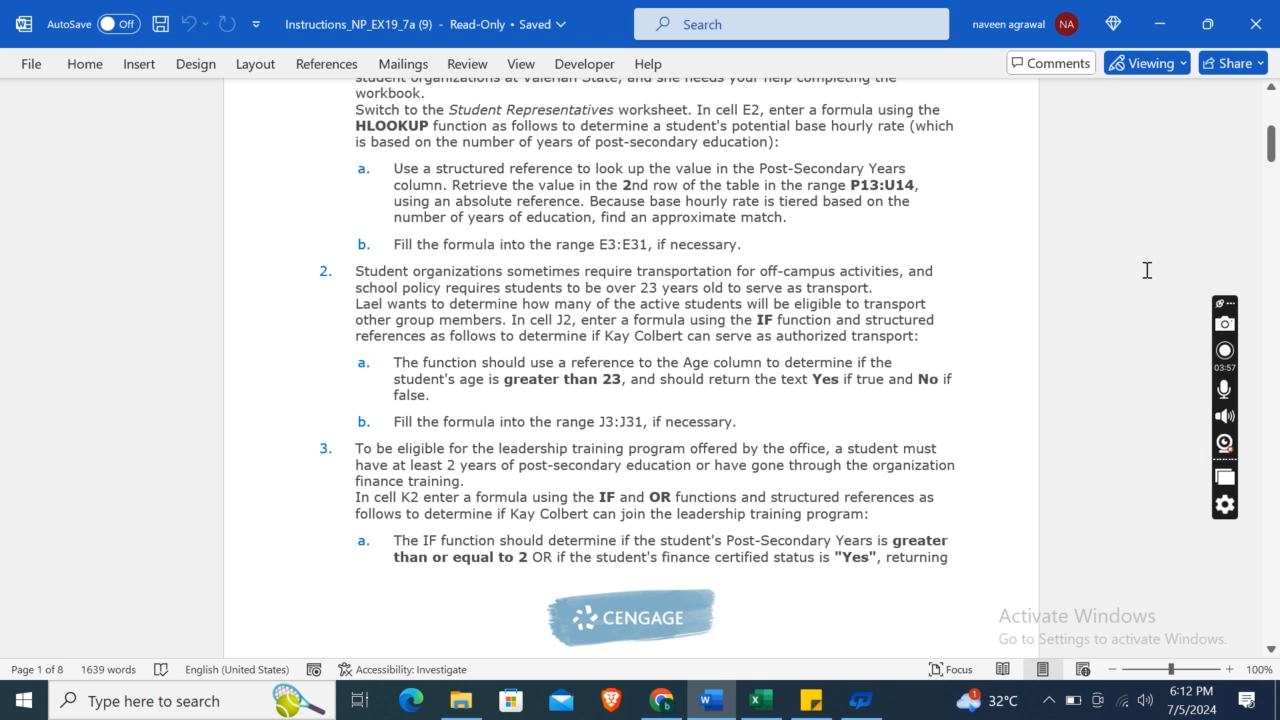 AutoSave Off Instructions_NP_EX19_7a (9) - Read-Only • Saved Search naveen agrawal NA
File Home Insert Design Layout References Mailings Review View Developer Help Comments Viewing Share
student organizations at Valerian State, and she needs your help completing the
workbook.
Switch to the Student Representatives worksheet. In cell E2, enter a formula using the
HLOOKUP function as follows to determine a student's potential base hourly rate (which
is based on the number of years of post-secondary education):
a. Use a structured reference to look up the value in the Post-Secondary Years
column. Retrieve the value in the 2nd row of the table in the range P13:U14,
using an absolute reference. Because base hourly rate is tiered based on the
number of years of education, find an approximate match.
b. Fill the formula into the range E3:E31, if necessary.
2. Student organizations sometimes require transportation for off-campus activities, and
school policy requires students to be over 23 years old to serve as transport.
Lael wants to determine how many of the active students will be eligible to transport
other group members. In cell J2, enter a formula using the IF function and structured
references as follows to determine if Kay Colbert can serve as authorized transport:
a. The function should use a reference to the Age column to determine if the
student's age is greater than 23, and should return the text Yes if true and No if
false.
b. Fill the formula into the range J3:J31, if necessary.
3. To be eligible for the leadership training program offered by the office, a student must
have at least 2 years of post-secondary education or have gone through the organization
finance training.
In cell K2 enter a formula using the IF and OR functions and structured references as
follows to determine if Kay Colbert can join the leadership training program:
a. The IF function should determine if the student's Post-Secondary Years is greater
than or equal to 2 OR if the student's finance certified status is "Yes", returning
CENGAGE
03:57
Activate Windows
Go to Settings to activate Windows.
Page 1 of 8 1639 words English (United States) Accessibility: Investigate Focus 100%
Type here to search 1 32°C 6:12 PM
7/5/2024